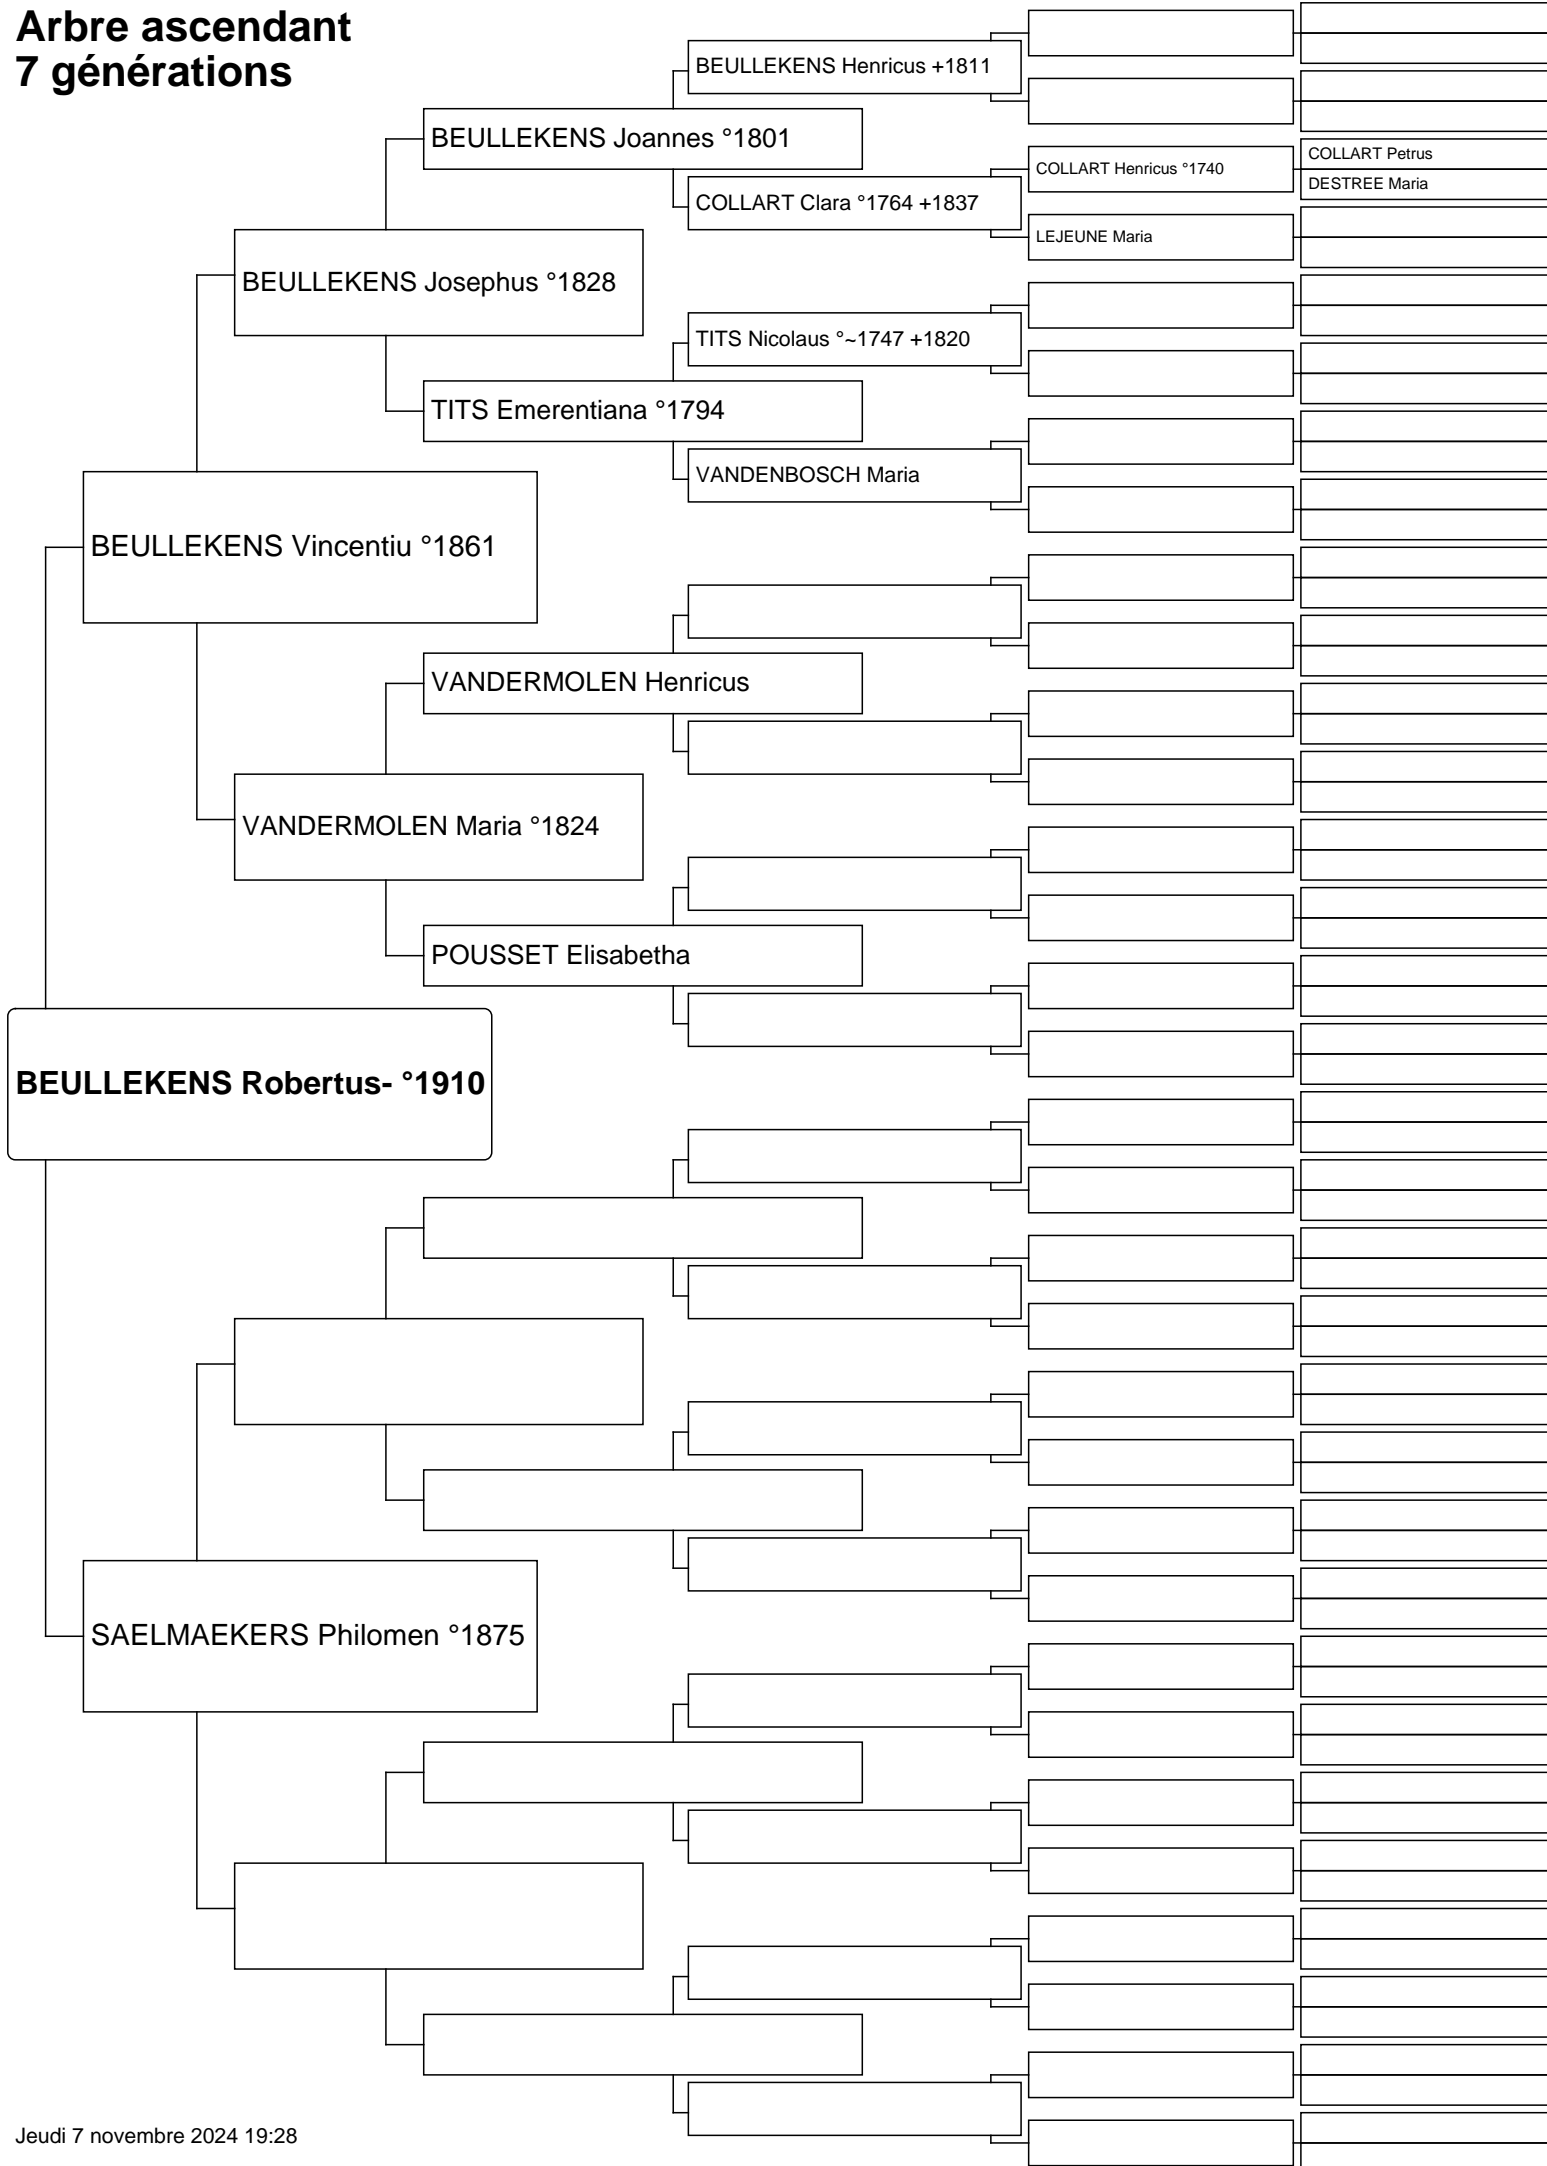 Arbre ascendant
7 générations
BEULLEKENS Henricus +1811
BEULLEKENS Joannes °1801
COLLART Petrus
COLLART Henricus °1740
DESTREE Maria
COLLART Clara °1764 +1837
LEJEUNE Maria
BEULLEKENS Josephus °1828
TITS Nicolaus °~1747 +1820
TITS Emerentiana °1794
VANDENBOSCH Maria
BEULLEKENS Vincentiu °1861
VANDERMOLEN Henricus
VANDERMOLEN Maria °1824
POUSSET Elisabetha
BEULLEKENS Robertus- °1910
SAELMAEKERS Philomen °1875
Jeudi 7 novembre 2024 19:28